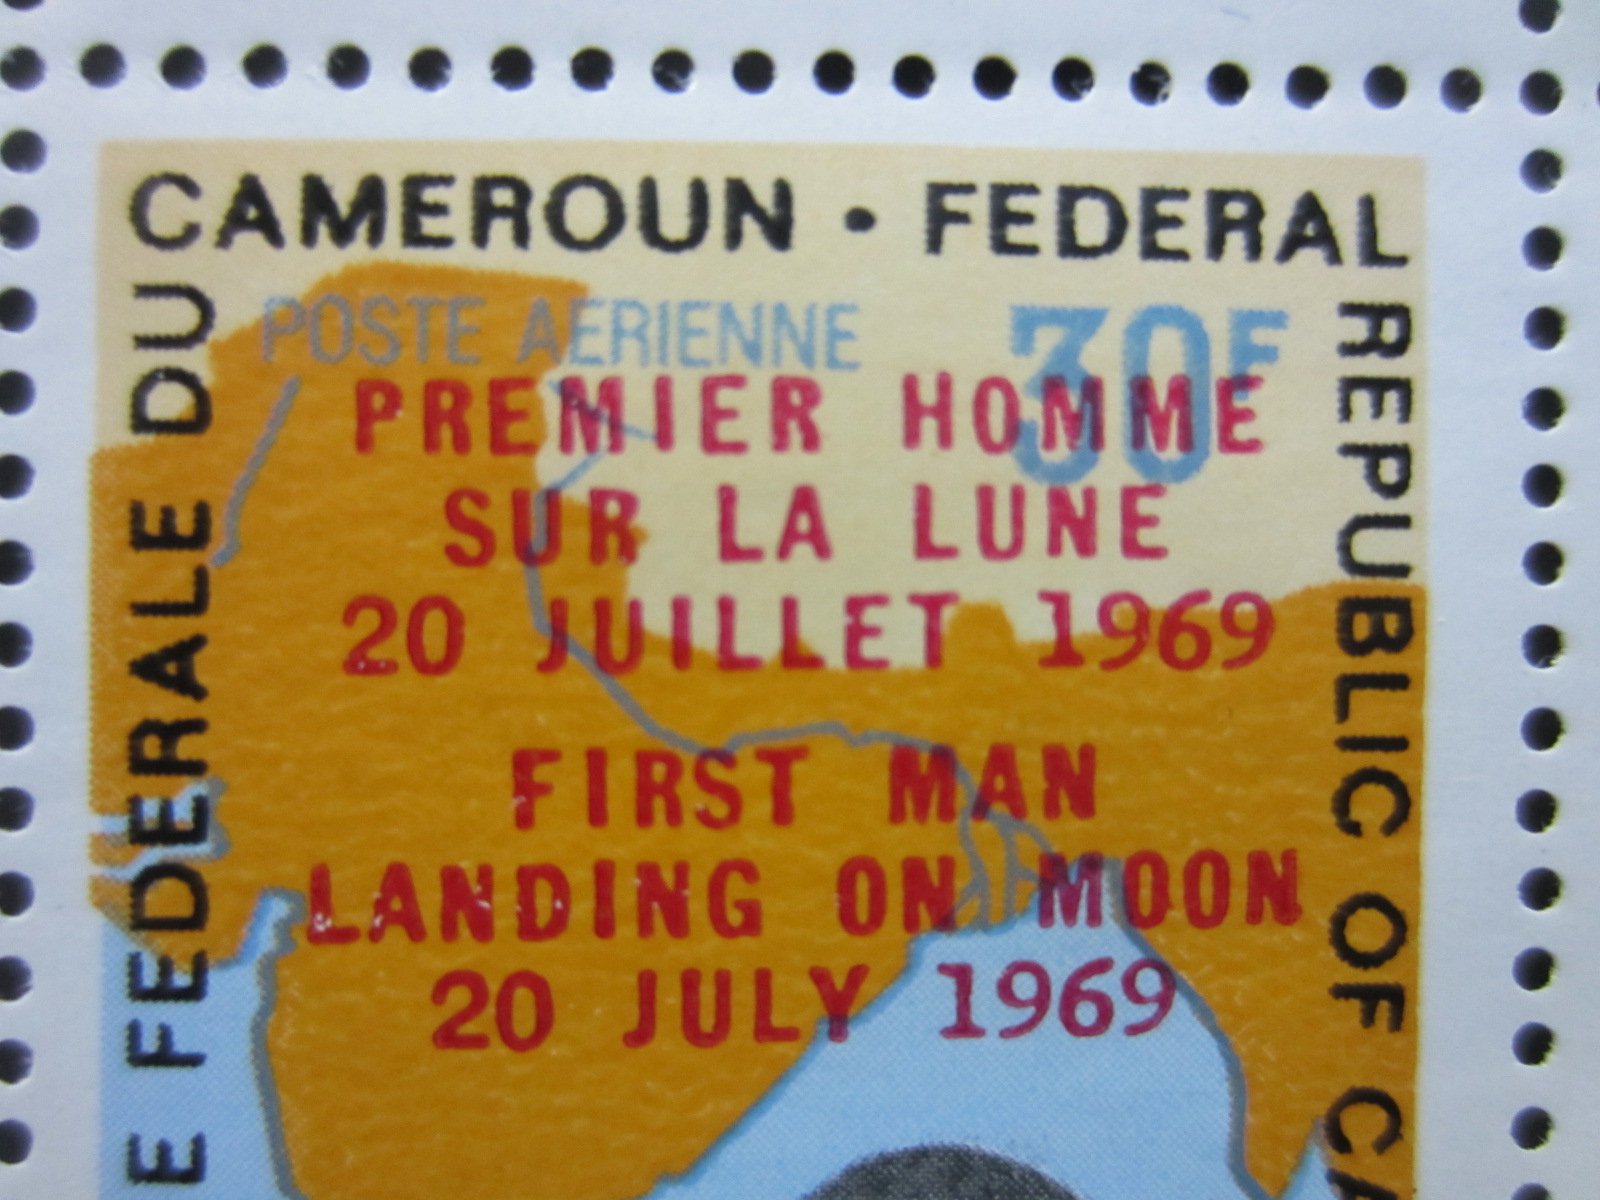 E FEDERALE DU
CAMEROUN • FEDERAL
REPUBLIC OF CA
POSTE AERIENNE 30F
PREMIER HOMME
SUR LA LUNE
20 JUILLET 1969
FIRST MAN
LANDING ON MOON
20 JULY 1969